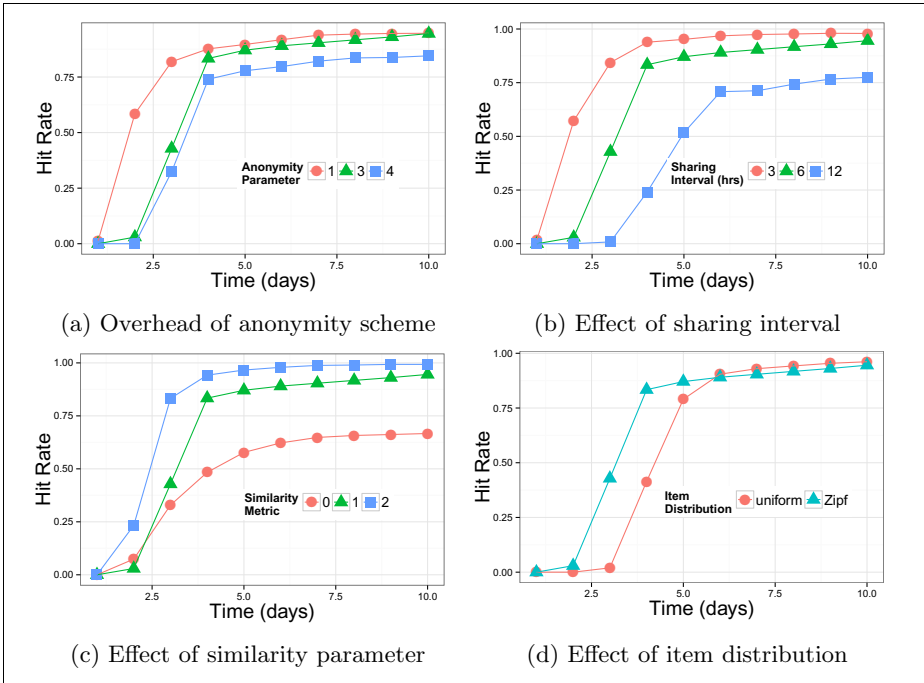 1.00
0.75
0.50
0.25
0.00
Hit Rate
Anonymity
Parameter
1 3 4
2.5 5.0 7.5 10.0
Time (days)
(a) Overhead of anonymity scheme
1.00
0.75
0.50
0.25
0.00
Hit Rate
Sharing
Interval (hrs)
3 6 12
2.5 5.0 7.5 10.0
Time (days)
(b) Effect of sharing interval
1.00
0.75
0.50
0.25
0.00
Hit Rate
Similarity
Metric
0 1 2
2.5 5.0 7.5 10.0
Time (days)
(c) Effect of similarity parameter
1.00
0.75
0.50
0.25
0.00
Hit Rate
Item
Distribution
uniform Zipf
2.5 5.0 7.5 10.0
Time (days)
(d) Effect of item distribution